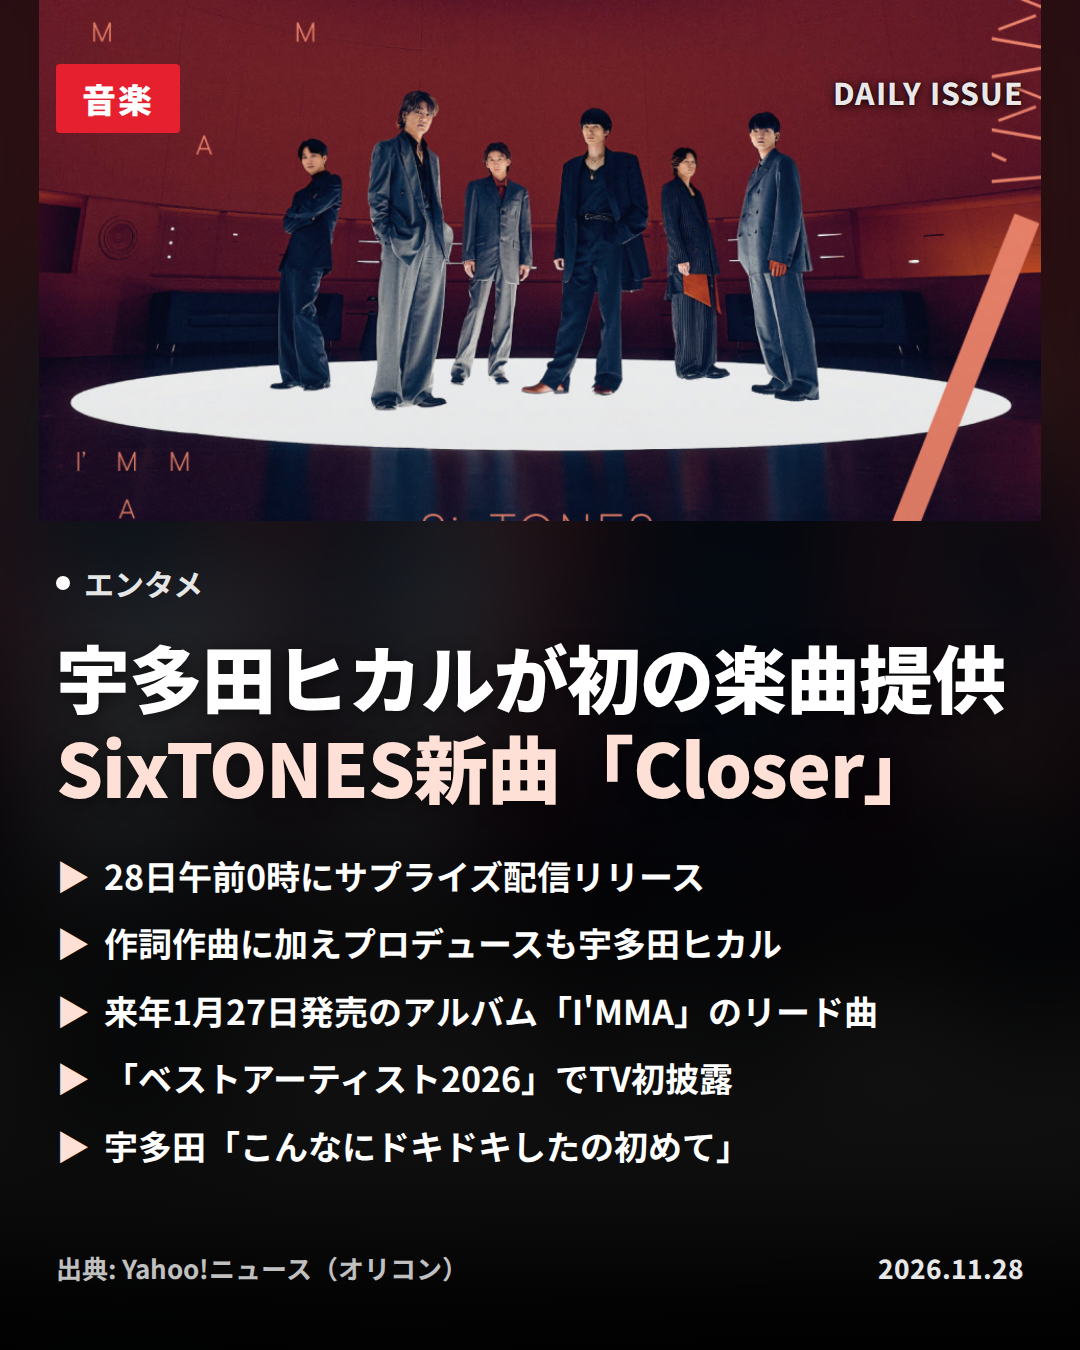 M M
音楽
DAILY ISSUE
A
I' M M
A
SixTONES
エンタメ
宇多田ヒカルが初の楽曲提供
SixTONES新曲「Closer」
▶ 28日午前0時にサプライズ配信リリース
▶ 作詞作曲に加えプロデュースも宇多田ヒカル
▶ 来年1月27日発売のアルバム「I'MMA」のリード曲
▶ 「ベストアーティスト2026」でTV初披露
▶ 宇多田「こんなにドキドキしたの初めて」
出典: Yahoo!ニュース（オリコン）
2026.11.28